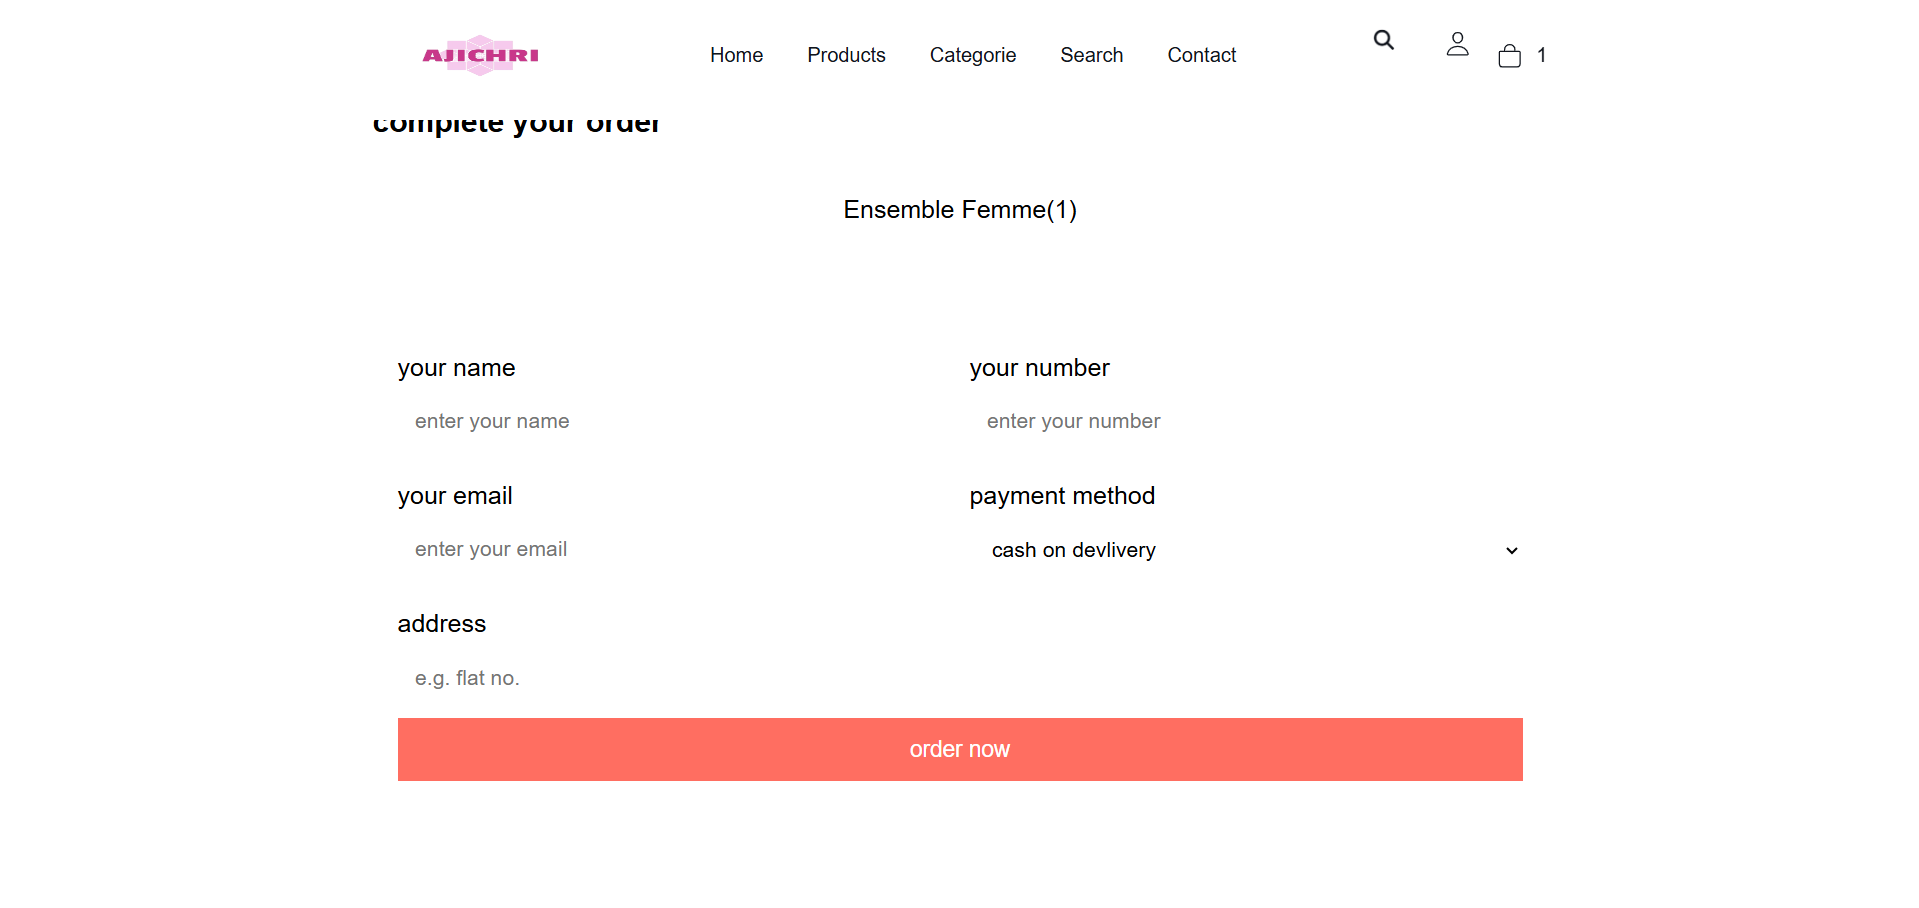 AJICHRI
Home Products Categorie Search Contact 1
complete your order
Ensemble Femme(1)
your name your number
enter your name enter your number
your email payment method
enter your email cash on devlivery
address
e.g. flat no.
order now